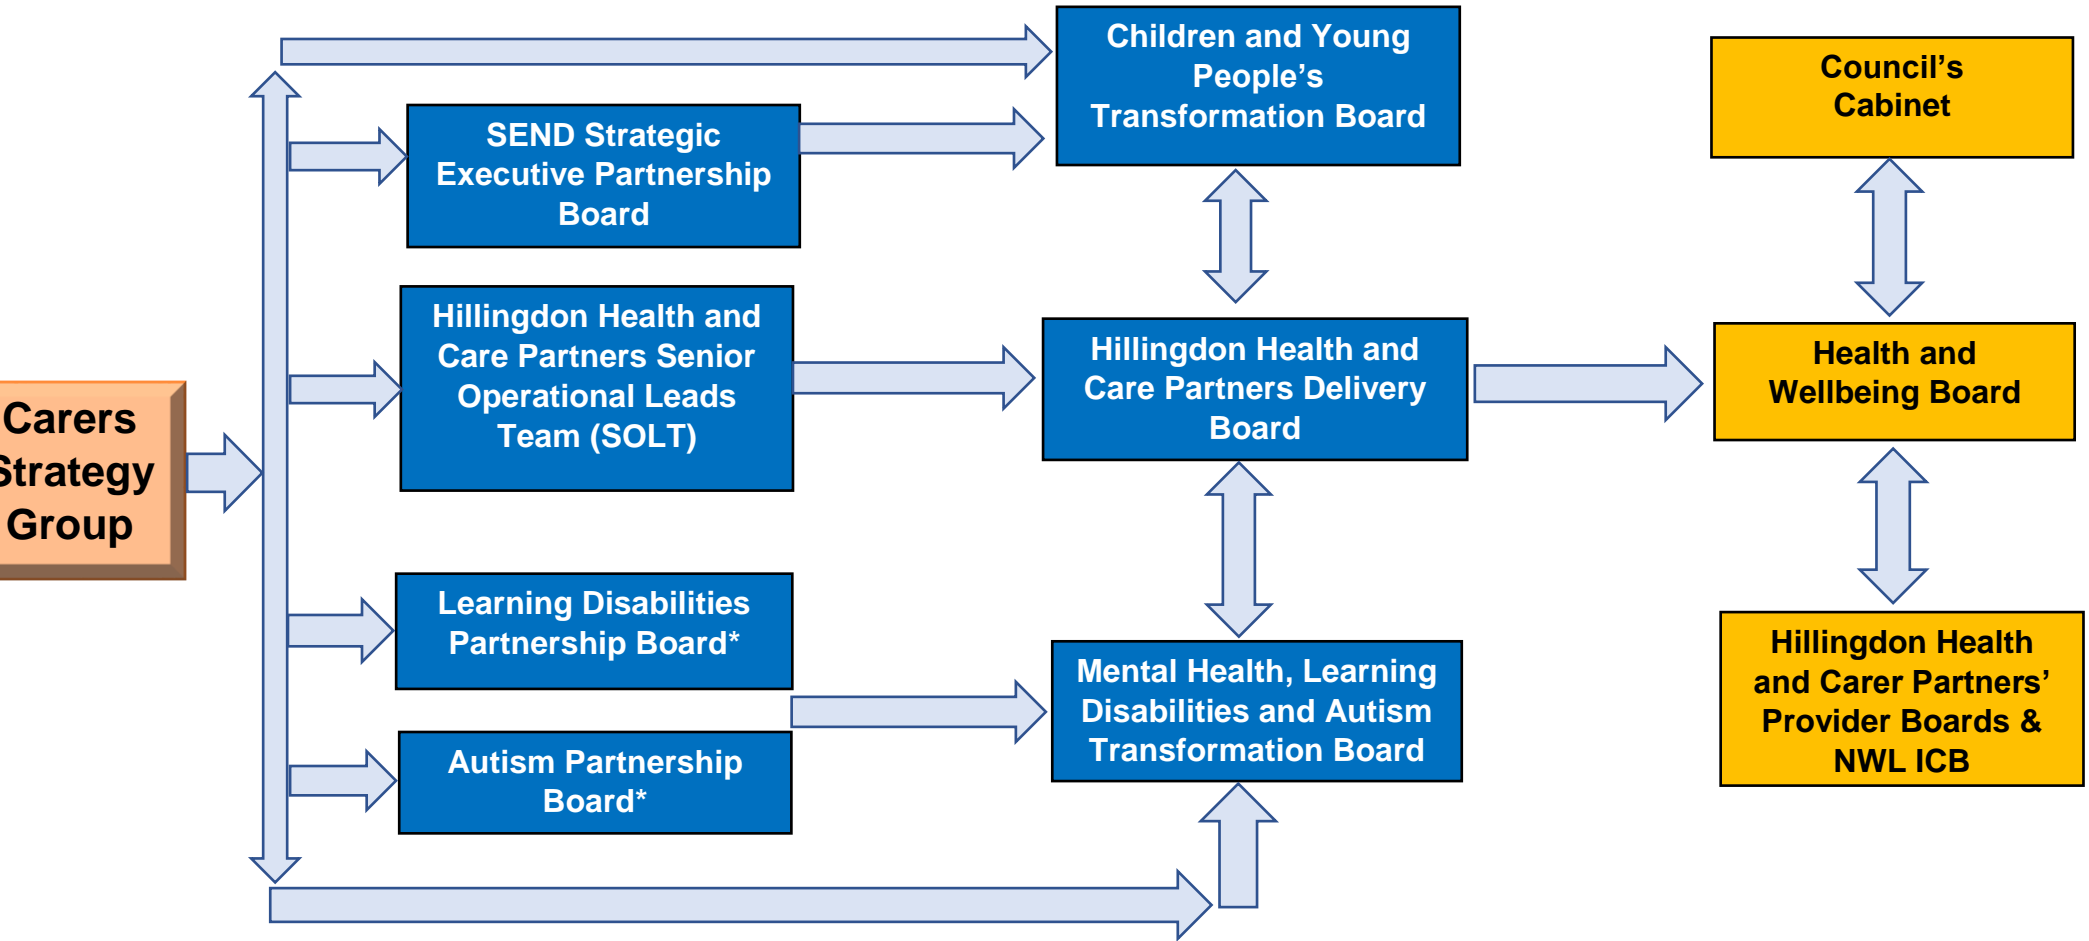 Children and Young
People’s
Transformation Board
Council’s
Cabinet
SEND Strategic
Executive Partnership
Board
Hillingdon Health and
Care Partners Senior
Operational Leads
Team (SOLT)
Hillingdon Health and
Care Partners Delivery
Board
Health and
Wellbeing Board
Carers
Strategy
Group
Learning Disabilities
Partnership Board*
Mental Health, Learning
Disabilities and Autism
Transformation Board
Hillingdon Health
and Carer Partners’
Provider Boards &
NWL ICB
Autism Partnership
Board*